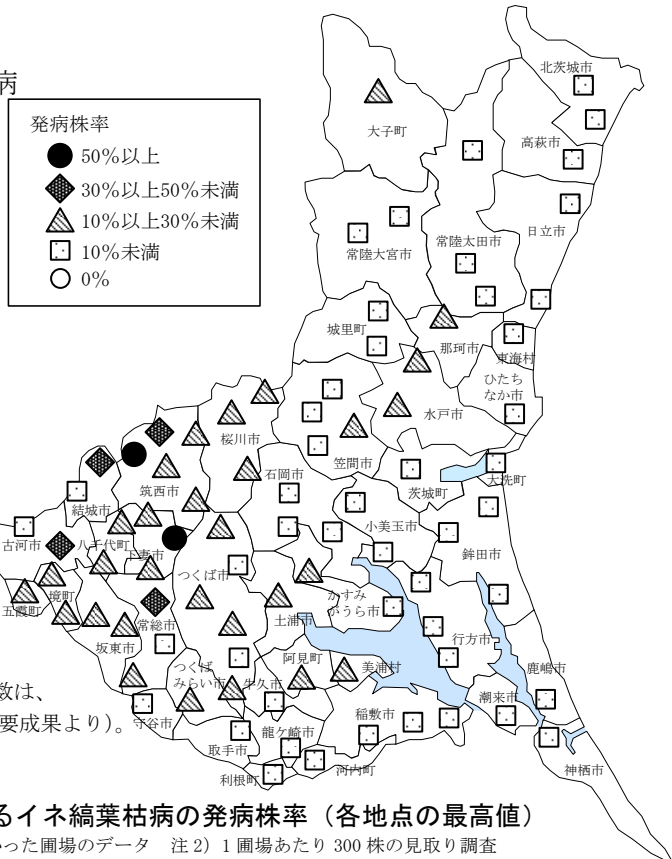 病
発病株率
50%以上
30%以上50%未満
10%以上30%未満
10%未満
0%
北茨城市
大子町
高萩市
日立市
常陸太田市
常陸大宮市
城里町
那珂市
東海村
ひたち
なか市
水戸市
桜川市
笠間市
石岡市
茨城町
大洗町
筑西市
結城市
小美玉市
古河市
八千代町
下妻市
鉾田市
つくば市
境町
五霞町
かすみ
がうら市
土浦市
常総市
行方市
坂東市
阿見町
美浦村
鹿嶋市
つくば
みらい市
牛久市
潮来市
数は、
稲敷市
守谷市
要成果より)。
龍ケ崎市
取手市
河内町
神栖市
利根町
るイネ縞葉枯病の発病株率（各地点の最高値）
った圃場のデータ 注2) 1圃場あたり 300 株の見取り調査